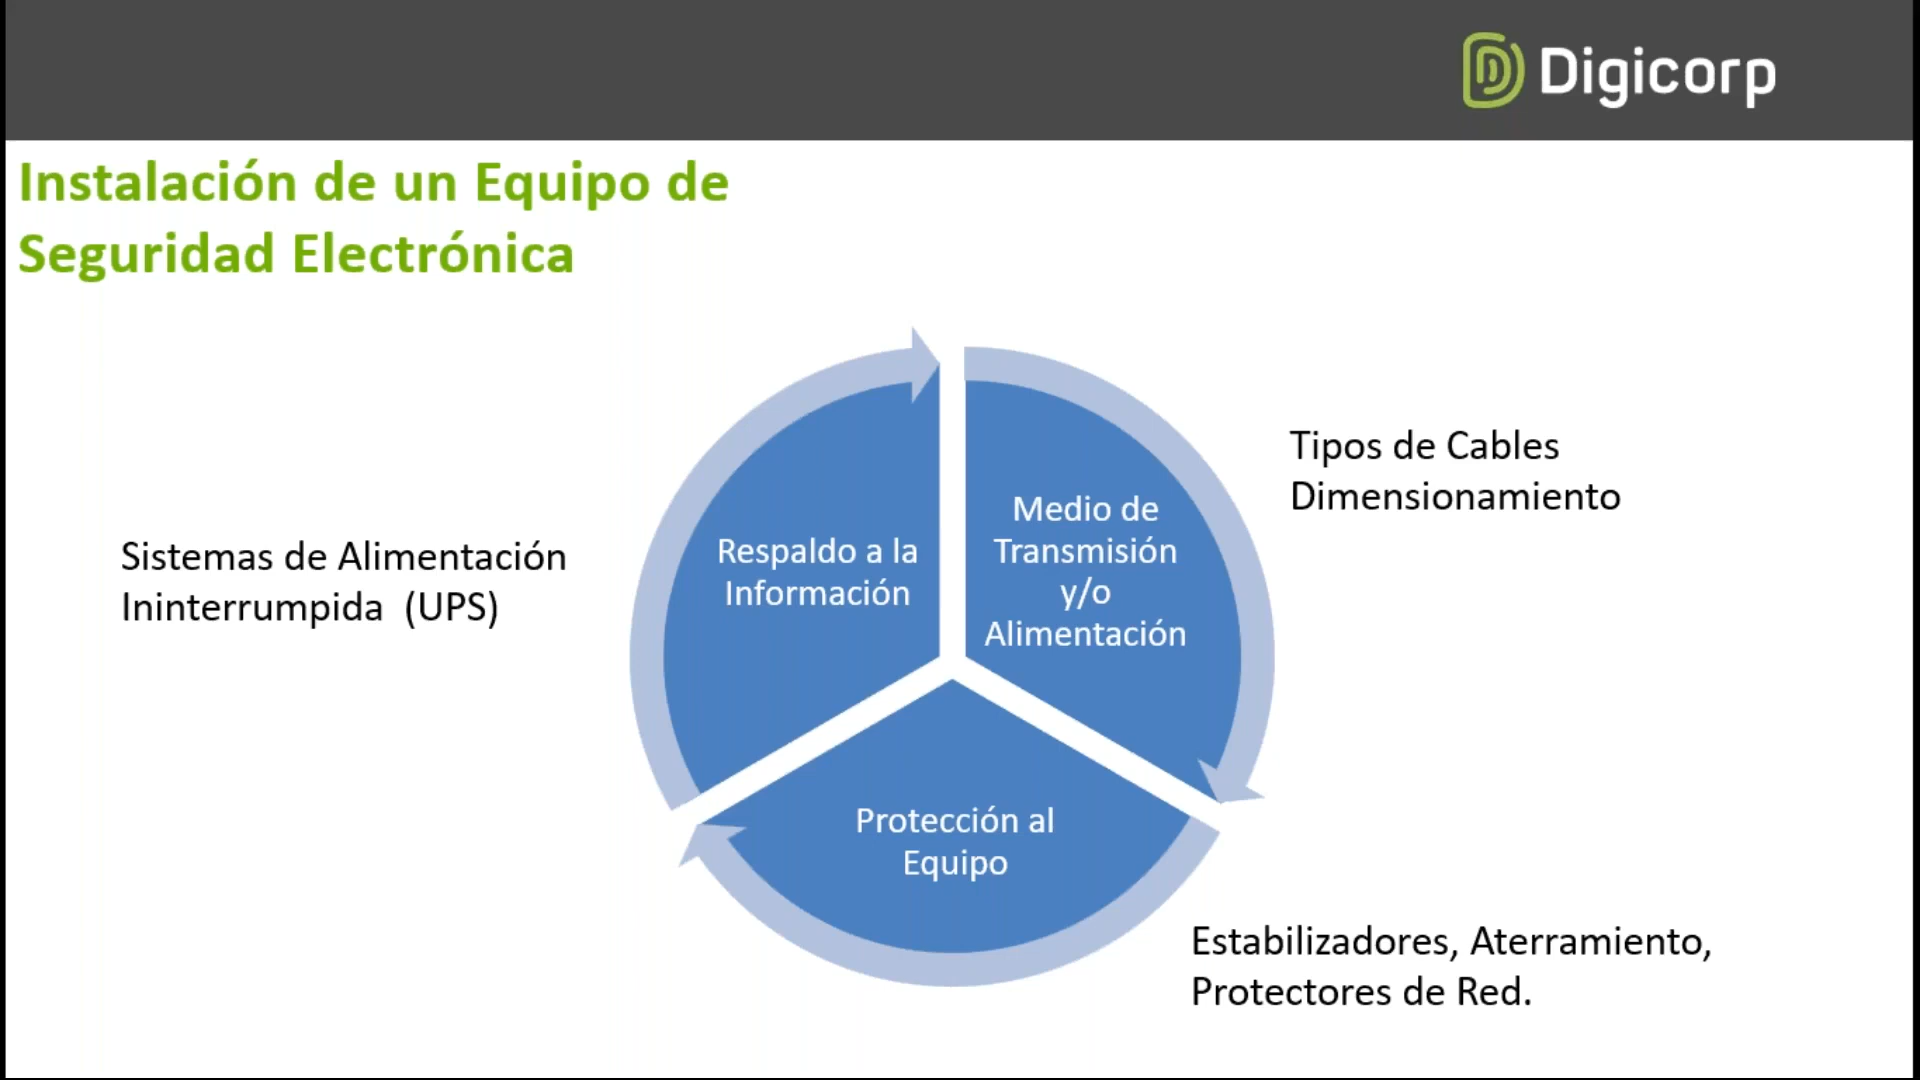 Digicorp
Instalación de un Equipo de
Seguridad Electrónica
Tipos de Cables
Dimensionamiento
Medio de
Transmisión
y/o
Alimentación
Respaldo a la
Información
Sistemas de Alimentación
Ininterrumpida (UPS)
Protección al
Equipo
Estabilizadores, Aterramiento,
Protectores de Red.